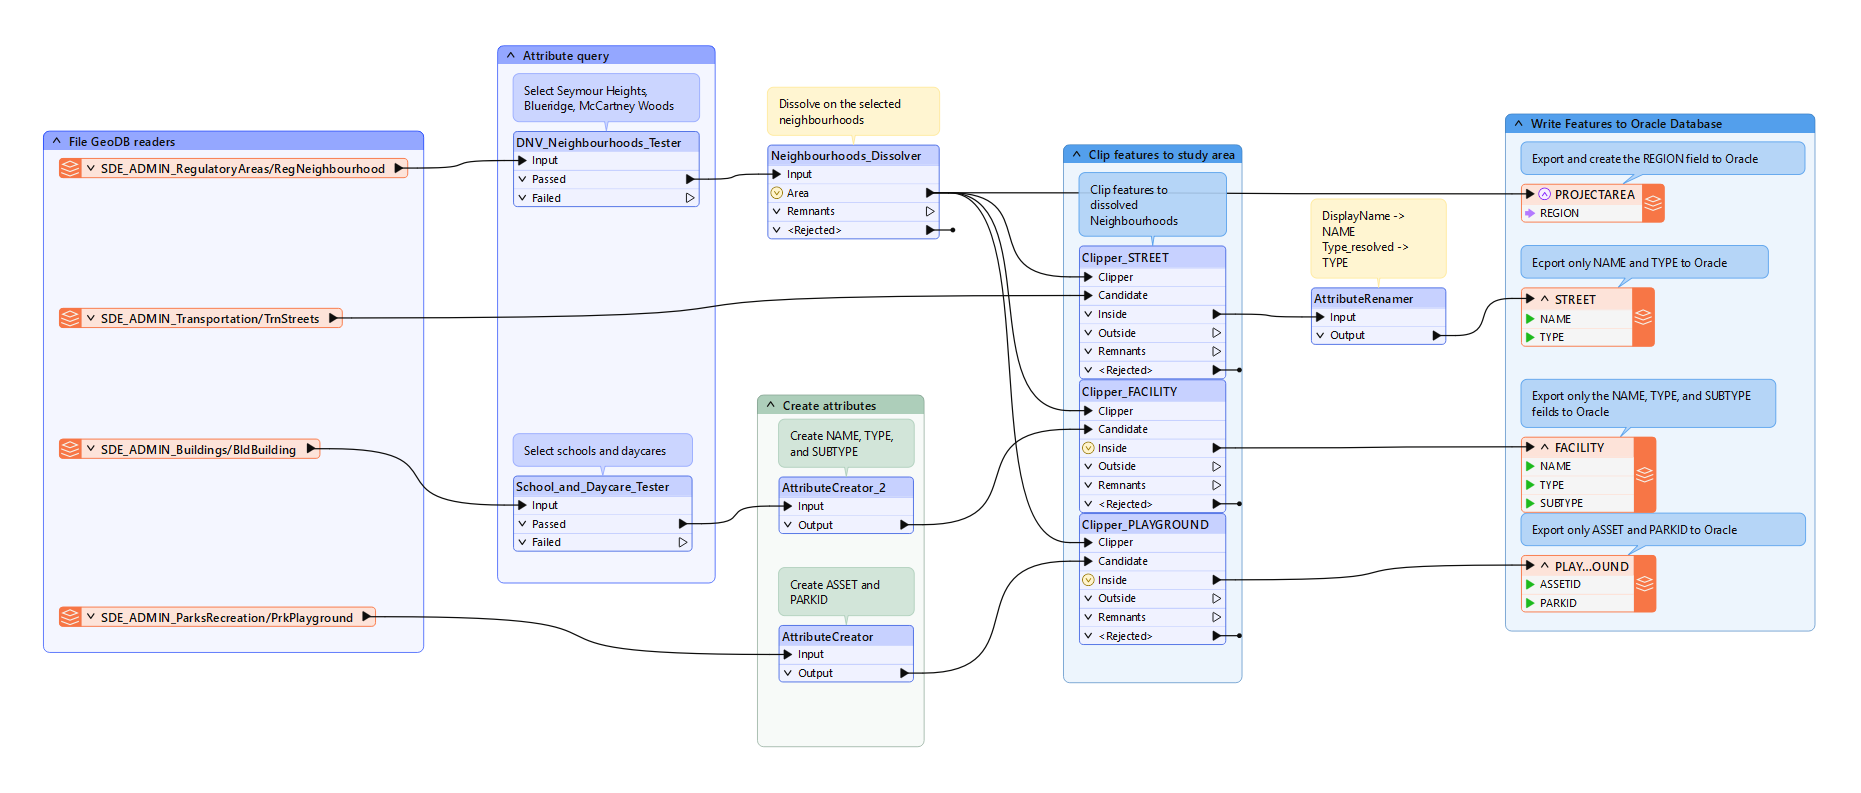 File GeoDB readers
SDE_ADMIN_RegulatoryAreas/RegNeighbourhood
SDE_ADMIN_Transportation/TrnStreets
SDE_ADMIN_Buildings/BldBuilding
SDE_ADMIN_ParksRecreation/PrkPlayground
Attribute query
Select Seymour Heights,
Blueridge, McCartney Woods
DNV_Neighbourhoods_Tester
Input
Passed
Failed
Select schools and daycares
School_and_Daycare_Tester
Input
Passed
Failed
Dissolve on the selected
neighbourhoods
Neighbourhoods_Dissolver
Input
Area
Remnants
<Rejected>
Create attributes
Create NAME, TYPE,
and SUBTYPE
AttributeCreator_2
Input
Output
Create ASSET and
PARKID
AttributeCreator
Input
Output
Clip features to study area
Clip features to
dissolved
Neighbourhoods
Clipper_STREET
Clipper
Candidate
Inside
Outside
Remnants
<Rejected>
Clipper_FACILITY
Clipper
Candidate
Inside
Outside
Remnants
<Rejected>
Clipper_PLAYGROUND
Clipper
Candidate
Inside
Outside
Remnants
<Rejected>
DisplayName ->
NAME
Type_resolved ->
TYPE
AttributeRenamer
Input
Output
Write Features to Oracle Database
Export and create the REGION field to Oracle
PROJECTAREA
REGION
Ecport only NAME and TYPE to Oracle
STREET
NAME
TYPE
Export only the NAME, TYPE, and SUBTYPE
feilds to Oracle
FACILITY
NAME
TYPE
SUBTYPE
Export only ASSET and PARKID to Oracle
PLAY...OUND
ASSETID
PARKID